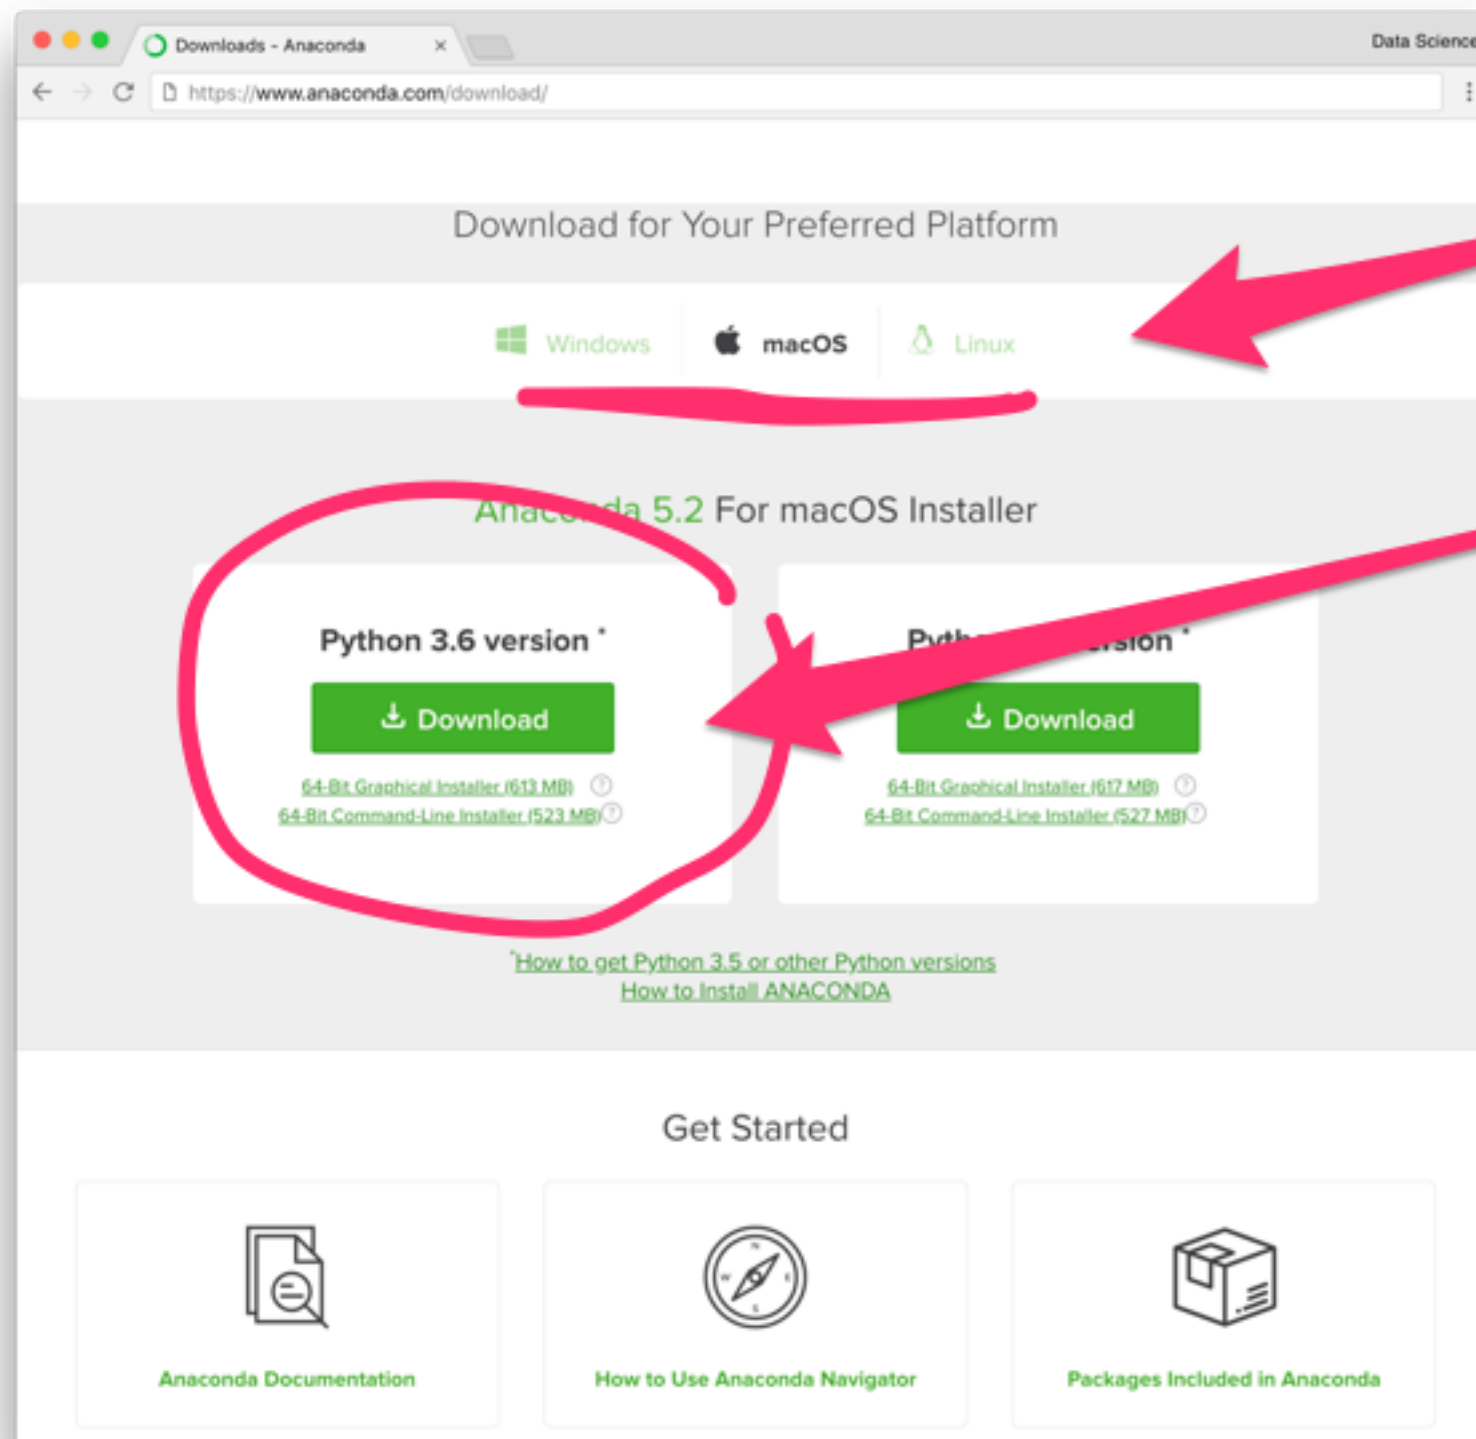 Downloads - Anaconda
Data Science
https://www.anaconda.com/download/
Download for Your Preferred Platform
Windows macOS Linux
Anaconda 5.2 For macOS Installer
Python 3.6 version *
Download
64-Bit Graphical Installer (613 MB) ?
64-Bit Command-Line Installer (523 MB) ?
Download
64-Bit Graphical Installer (617 MB) ?
64-Bit Command-Line Installer (527 MB) ?
*How to get Python 3.5 or other Python versions
How to Install ANACONDA
Get Started
N
W E
S
Anaconda Documentation
How to Use Anaconda Navigator
Packages Included in Anaconda